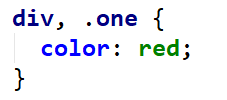 div, .one {
  color: red;
}